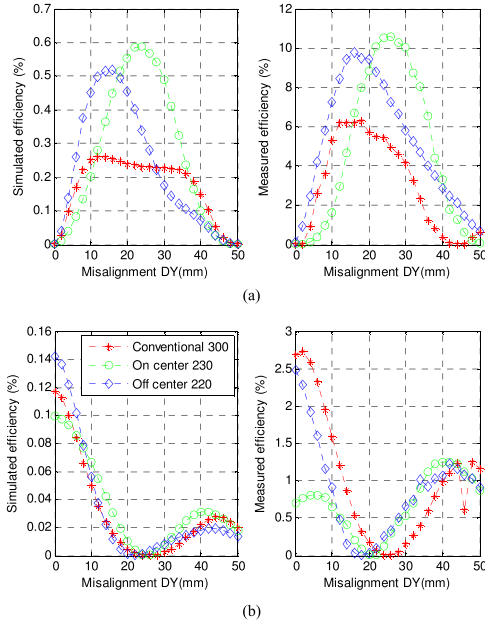 0.7
0.6
0.5
0.4
0.3
0.2
0.1
0
Simulated efficiency (%)
0 10 20 30 40 50
Misalignment DY(mm)
12
10
8
6
4
2
0
Measured efficiency (%)
0 10 20 30 40 50
Misalignment DY(mm)
(a)
0.16
0.14
0.12
0.1
0.08
0.06
0.04
0.02
0
Simulated efficiency (%)
Conventional 300
On center 230
Off center 220
0 10 20 30 40 50
Misalignment DY(mm)
3
2.5
2
1.5
1
0.5
0
Measured efficiency (%)
0 10 20 30 40 50
Misalignment DY(mm)
(b)